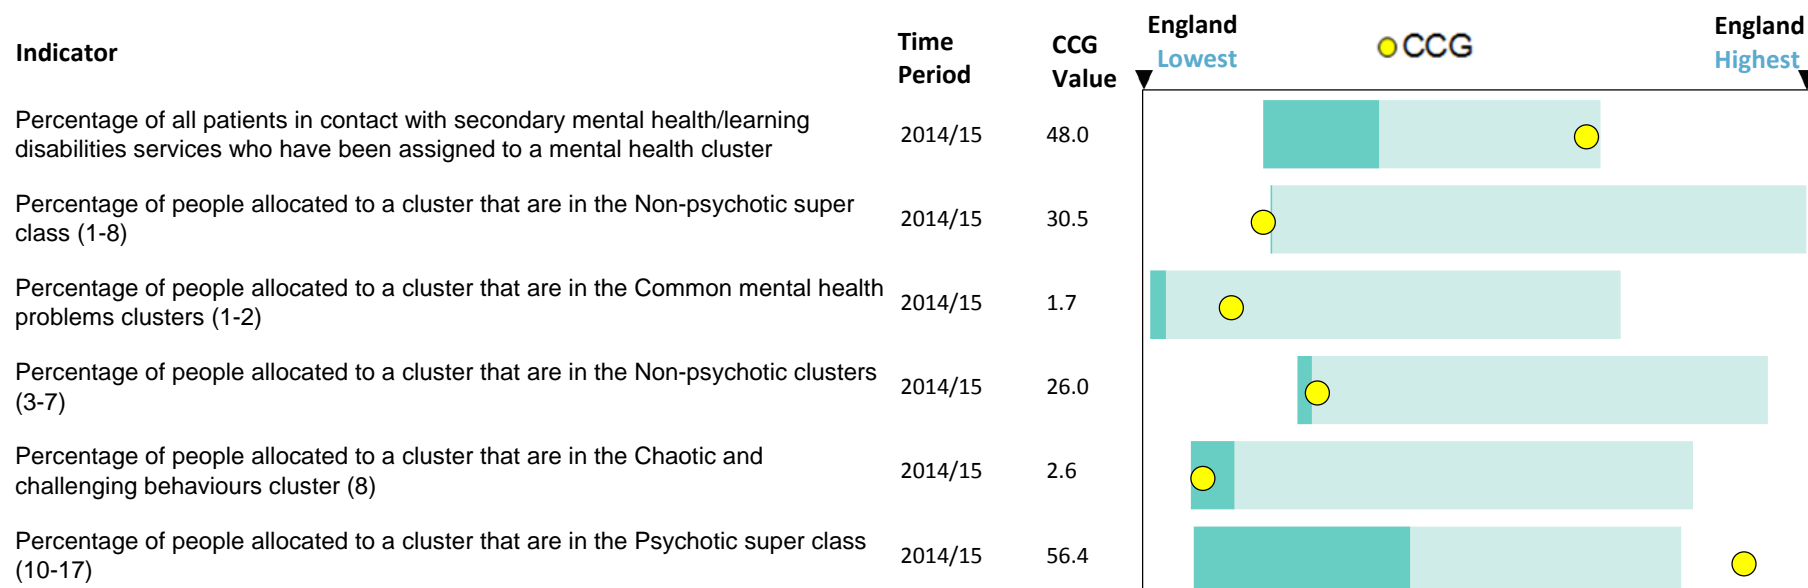 Indicator
Time
Period
CCG
Value
England
Lowest
CCG
England
Highest
Percentage of all patients in contact with secondary mental health/learning
disabilities services who have been assigned to a mental health cluster
2014/15
48.0
Percentage of people allocated to a cluster that are in the Non-psychotic super
class (1-8)
2014/15
30.5
Percentage of people allocated to a cluster that are in the Common mental health
problems clusters (1-2)
2014/15
1.7
Percentage of people allocated to a cluster that are in the Non-psychotic clusters
(3-7)
2014/15
26.0
Percentage of people allocated to a cluster that are in the Chaotic and
challenging behaviours cluster (8)
2014/15
2.6
Percentage of people allocated to a cluster that are in the Psychotic super class
(10-17)
2014/15
56.4